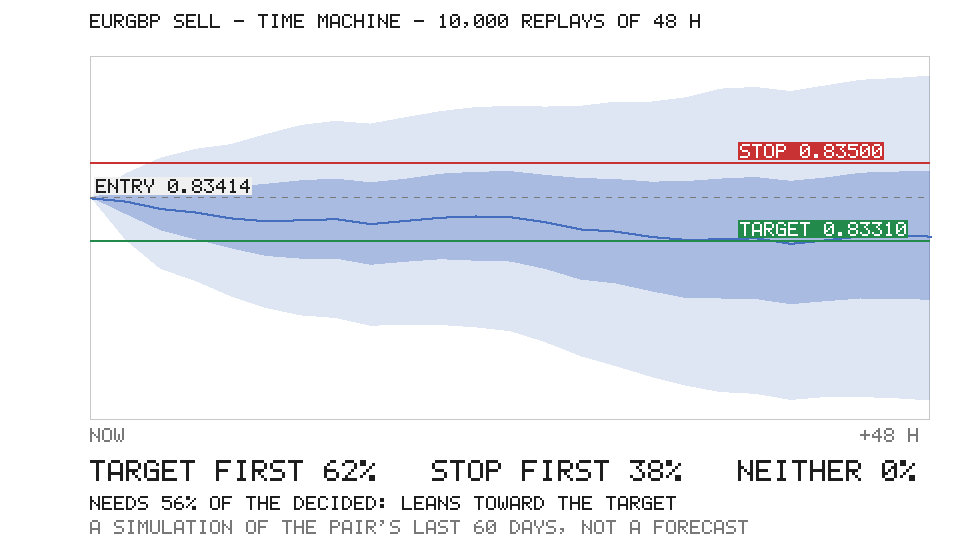 EURGBP SELL - TIME MACHINE - 10,000 REPLAYS OF 48 H
STOP 0.83500
ENTRY 0.83414
TARGET 0.83310
NOW
+48 H
TARGET FIRST 62% STOP FIRST 38% NEITHER 0%
NEEDS 56% OF THE DECIDED: LEANS TOWARD THE TARGET
A SIMULATION OF THE PAIR'S LAST 60 DAYS, NOT A FORECAST